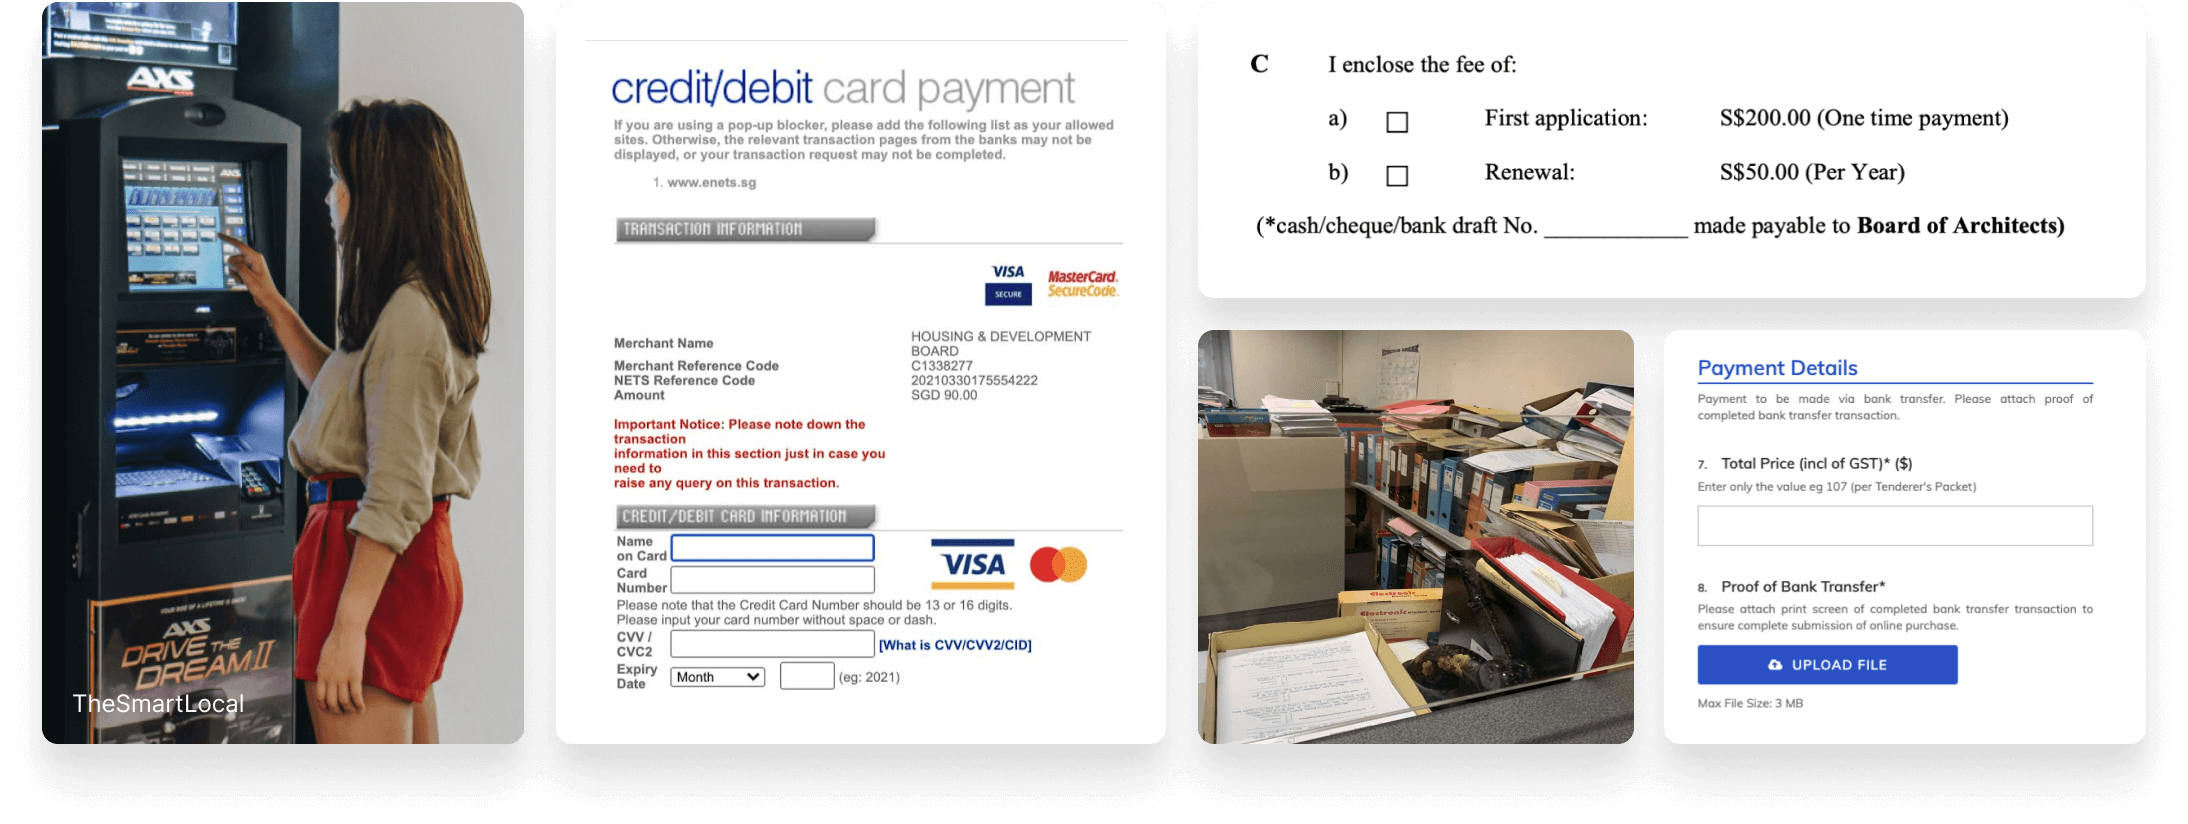 AXS
AXS
YOUR RIDE OF A LIFETIME IS BACK!
AXS
DRIVE THE
DREAM II
TheSmartLocal
credit/debit card payment
If you are using a pop-up blocker, please add the following list as your allowed
sites. Otherwise, the relevant transaction pages from the banks may not be
displayed, or your transaction request may not be completed.
1. www.enets.sg
TRANSACTION INFORMATION
VISA
SECURE
MasterCard.
SecureCode.
Merchant Name
HOUSING & DEVELOPMENT
BOARD
Merchant Reference Code C1338277
NETS Reference Code 20210330175554222
Amount SGD 90.00
Important Notice: Please note down the
transaction
information in this section just in case you
need to
raise any query on this transaction.
CREDIT/DEBIT CARD INFORMATION
Name
on Card
VISA
Card
Number
Please note that the Credit Card Number should be 13 or 16 digits.
Please input your card number without space or dash.
CVV /
CVC2
[What is CVV/CVV2/CID]
Expiry
Date
Month
(eg: 2021)
C I enclose the fee of:
a) First application: S$200.00 (One time payment)
b) Renewal: S$50.00 (Per Year)
(*cash/cheque/bank draft No. ____________ made payable to Board of Architects)
Electronic
Electronic
Payment Details
Payment to be made via bank transfer. Please attach proof of
completed bank transfer transaction.
7. Total Price (incl of GST)* ($)
Enter only the value eg 107 (per Tenderer's Packet)
8. Proof of Bank Transfer*
Please attach print screen of completed bank transfer transaction to
ensure complete submission of online purchase.
UPLOAD FILE
Max File Size: 3 MB